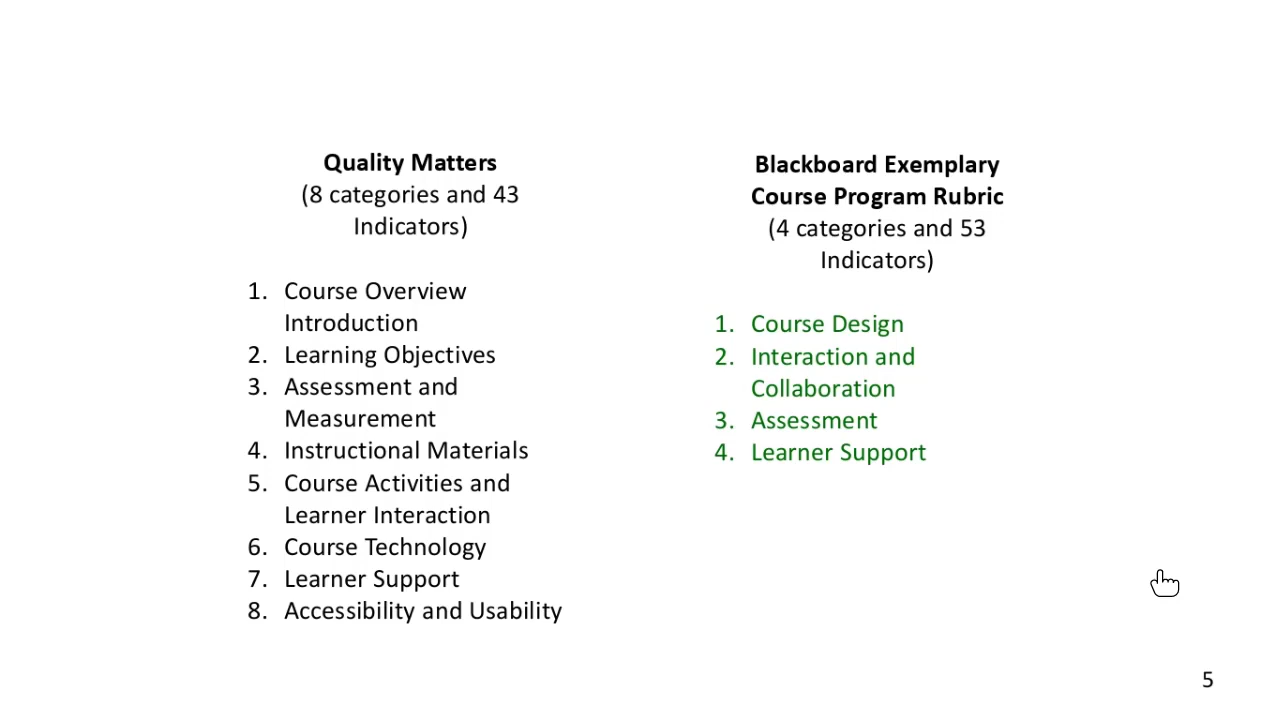 Quality Matters
(8 categories and 43
Indicators)
1. Course Overview
Introduction
2. Learning Objectives
3. Assessment and
Measurement
4. Instructional Materials
5. Course Activities and
Learner Interaction
6. Course Technology
7. Learner Support
8. Accessibility and Usability
Blackboard Exemplary
Course Program Rubric
(4 categories and 53
Indicators)
1. Course Design
2. Interaction and
Collaboration
3. Assessment
4. Learner Support
5